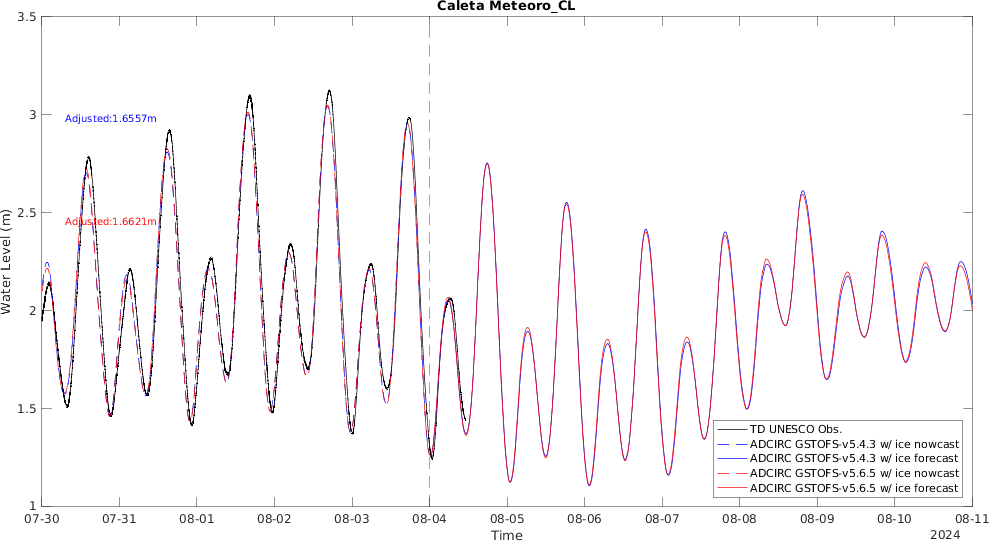 Caleta Meteoro_CL
3.5
3
2.5
2
1.5
1
Water Level (m)
Adjusted:1.6557m
Adjusted:1.6621m
TD UNESCO Obs.
ADCIRC GSTOFS-v5.4.3 w/ ice nowcast
ADCIRC GSTOFS-v5.4.3 w/ ice forecast
ADCIRC GSTOFS-v5.6.5 w/ ice nowcast
ADCIRC GSTOFS-v5.6.5 w/ ice forecast
07-30 07-31 08-01 08-02 08-03 08-04 08-05 08-06 08-07 08-08 08-09 08-10 08-11
Time
2024